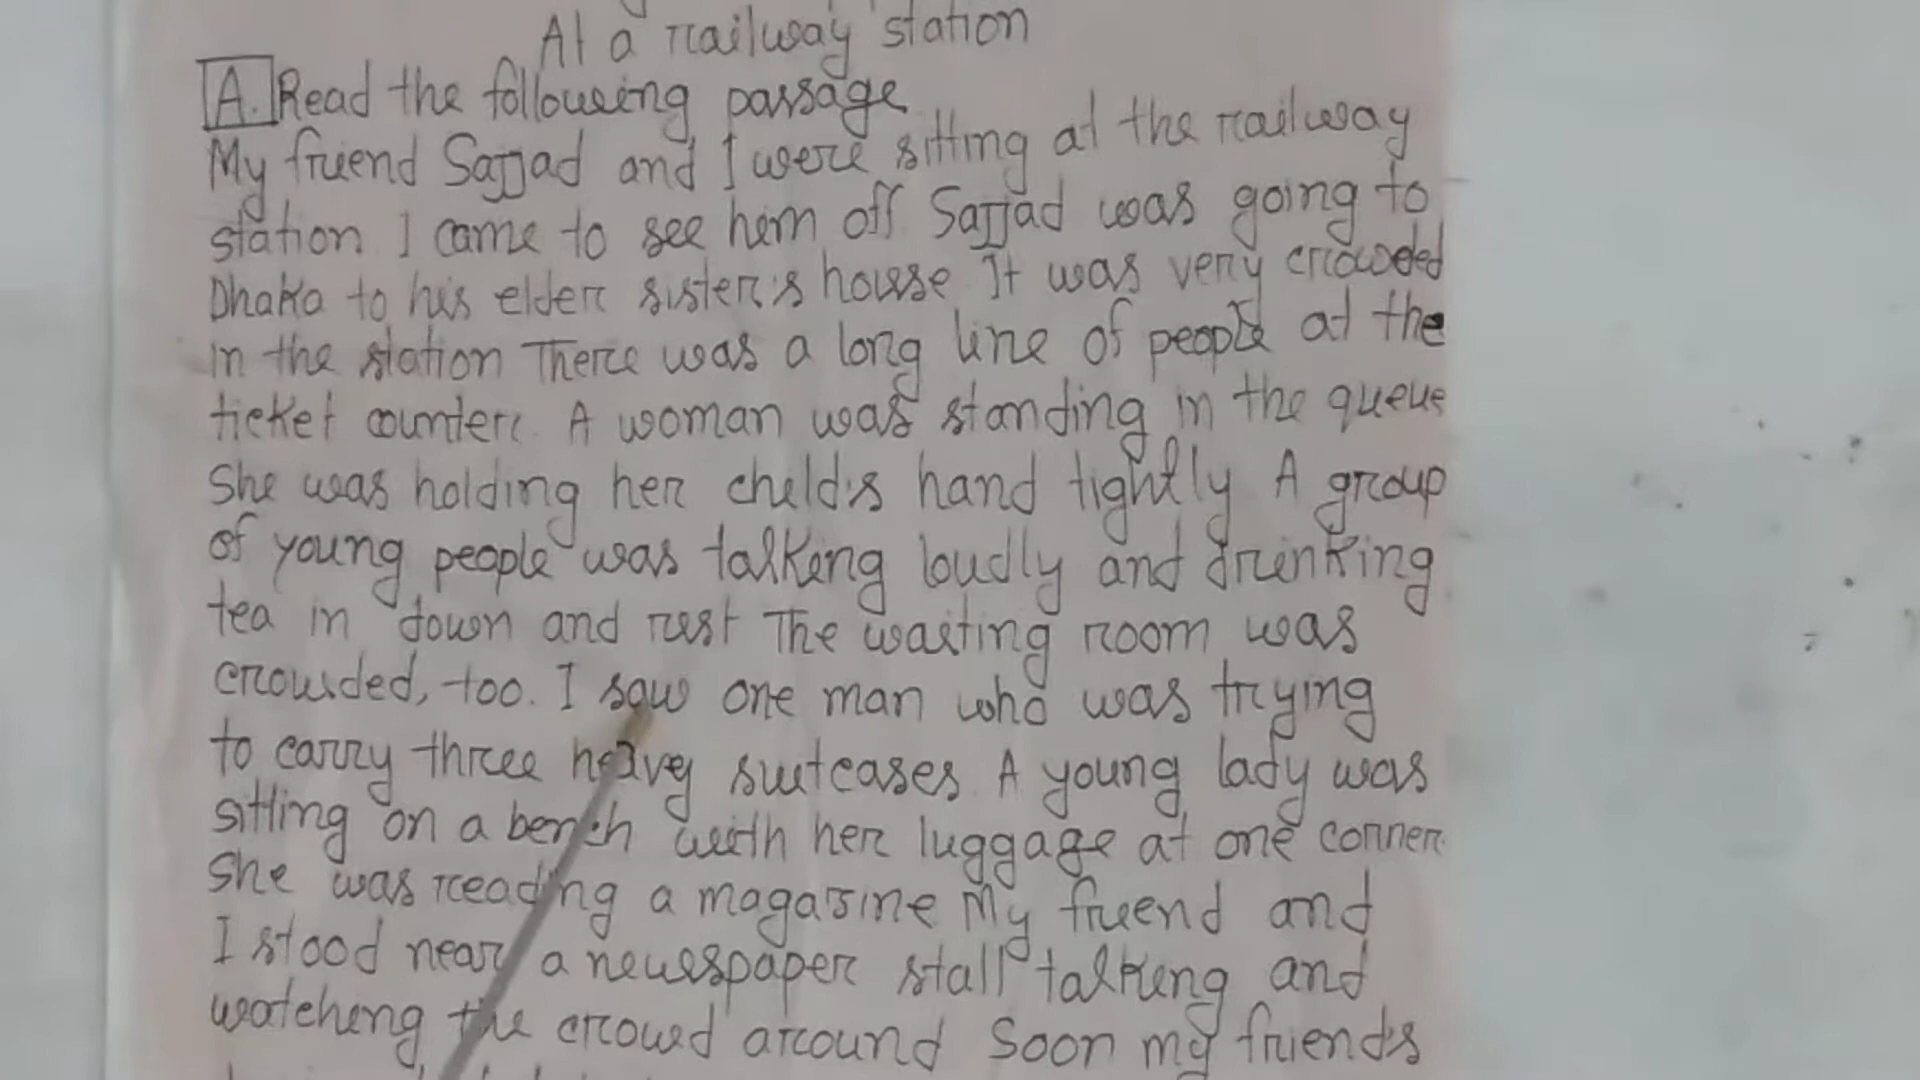 At a railway station
A. Read the following passage
My friend Sajjad and I were sitting at the railway
station. I came to see him off. Sajjad was going to
Dhaka to his elder sister's house. It was very crowded
in the station There was a long line of people at the
ticket counter. A woman was standing in the queue
She was holding her child's hand tightly. A group
of young people was talking loudly and drinking
tea in down and rest The waiting room was
crowded, too. I saw one man who was trying
to carry three heavy suitcases. A young lady was
sitting on a bench with her luggage at one corner.
She was reading a magazine My friend and
I stood near a newspaper stall talking and
watching the crowd around Soon my friend's